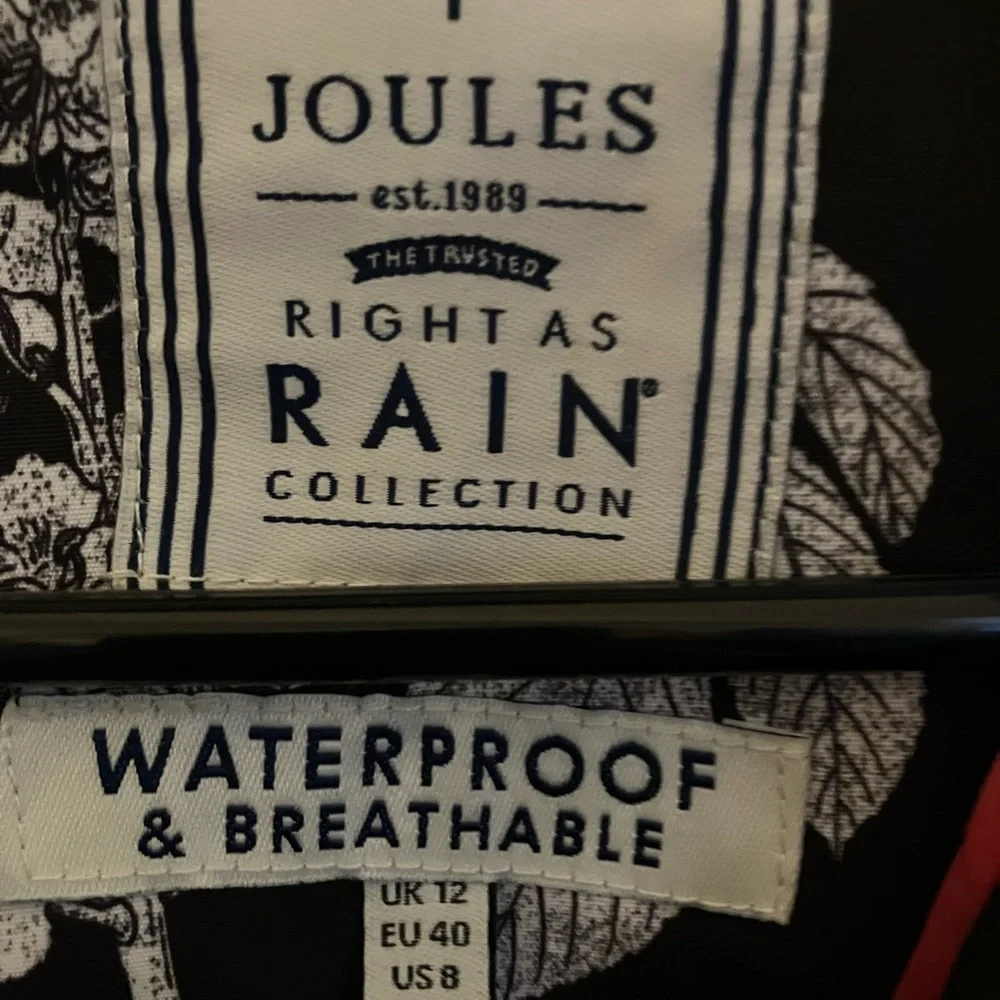 JOULES
est.1989
THE TRUSTED
RIGHT AS
RAIN®
COLLECTION
WATERPROOF
& BREATHABLE
UK 12
EU 40
US 8